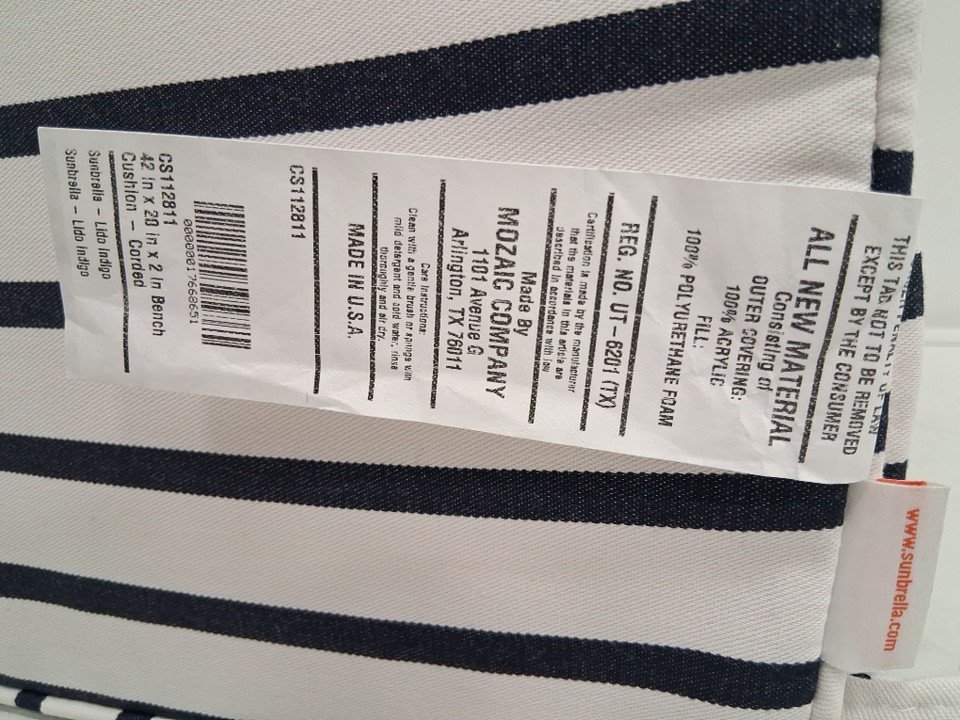 THIS TAG NOT TO BE REMOVED
EXCEPT BY THE CONSUMER
ALL NEW MATERIAL
Consisting of
OUTER COVERING:
100% ACRYLIC
FILL:
100% POLYURETHANE FOAM
REG. NO. UT-6201 (TX)
Certification is made by the manufacturer
that the materials in this article are
described in accordance with law
Made By
MOZAIC COMPANY
1101 Avenue G
Arlington, TX 76011
Care Instructions
Clean with a gentle brush or sponge with
mild detergent and cold water, rinse
thoroughly and air dry.
MADE IN U.S.A.
CS112811
0000017668651
CS112811
42 in x 20 in x 2 in Bench
Cushion - Corded
Sunbrella - Lido Indigo
Sunbrella - Lido Indigo
www.sunbrella.com